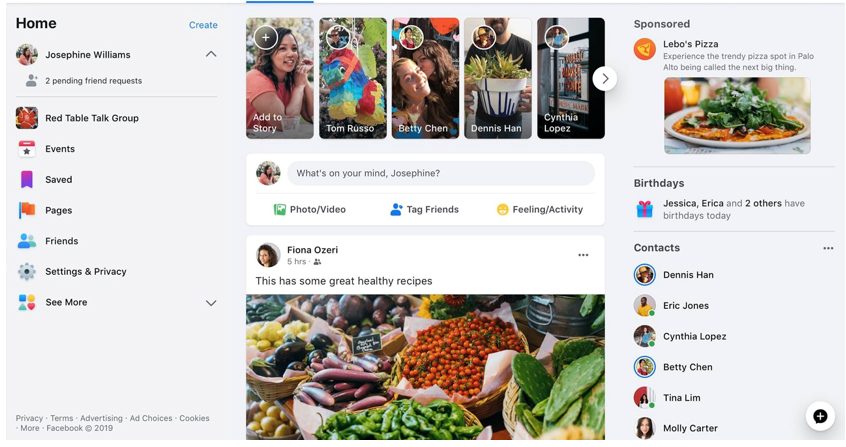 Home
Create
Josephine Williams
2 pending friend requests
Red Table Talk Group
Events
Saved
Pages
Friends
Settings & Privacy
See More
Privacy · Terms · Advertising · Ad Choices · Cookies
· More · Facebook © 2019
Add to
Story
Tom Russo
Betty Chen
Dennis Han
Cynthia
Lopez
What's on your mind, Josephine?
Photo/Video
Tag Friends
Feeling/Activity
Fiona Ozeri
5 hrs ·
This has some great healthy recipes
Sponsored
Lebo's Pizza
Experience the trendy pizza spot in Palo
Alto being called the next big thing.
Birthdays
Jessica, Erica and 2 others have
birthdays today
Contacts
Dennis Han
Eric Jones
Cynthia Lopez
Betty Chen
Tina Lim
Molly Carter